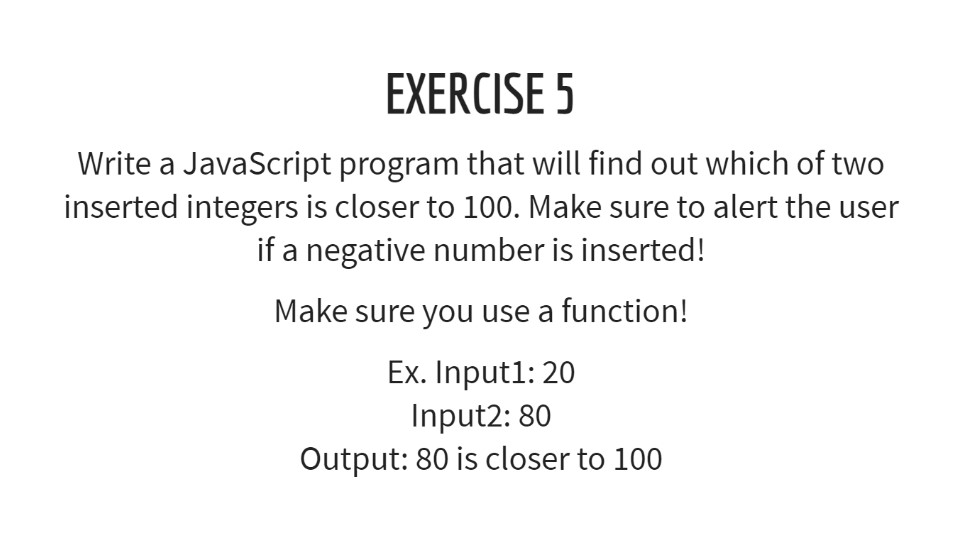 EXERCISE 5
Write a JavaScript program that will find out which of two
inserted integers is closer to 100. Make sure to alert the user
if a negative number is inserted!
Make sure you use a function!
Ex. Input1: 20
Input2: 80
Output: 80 is closer to 100